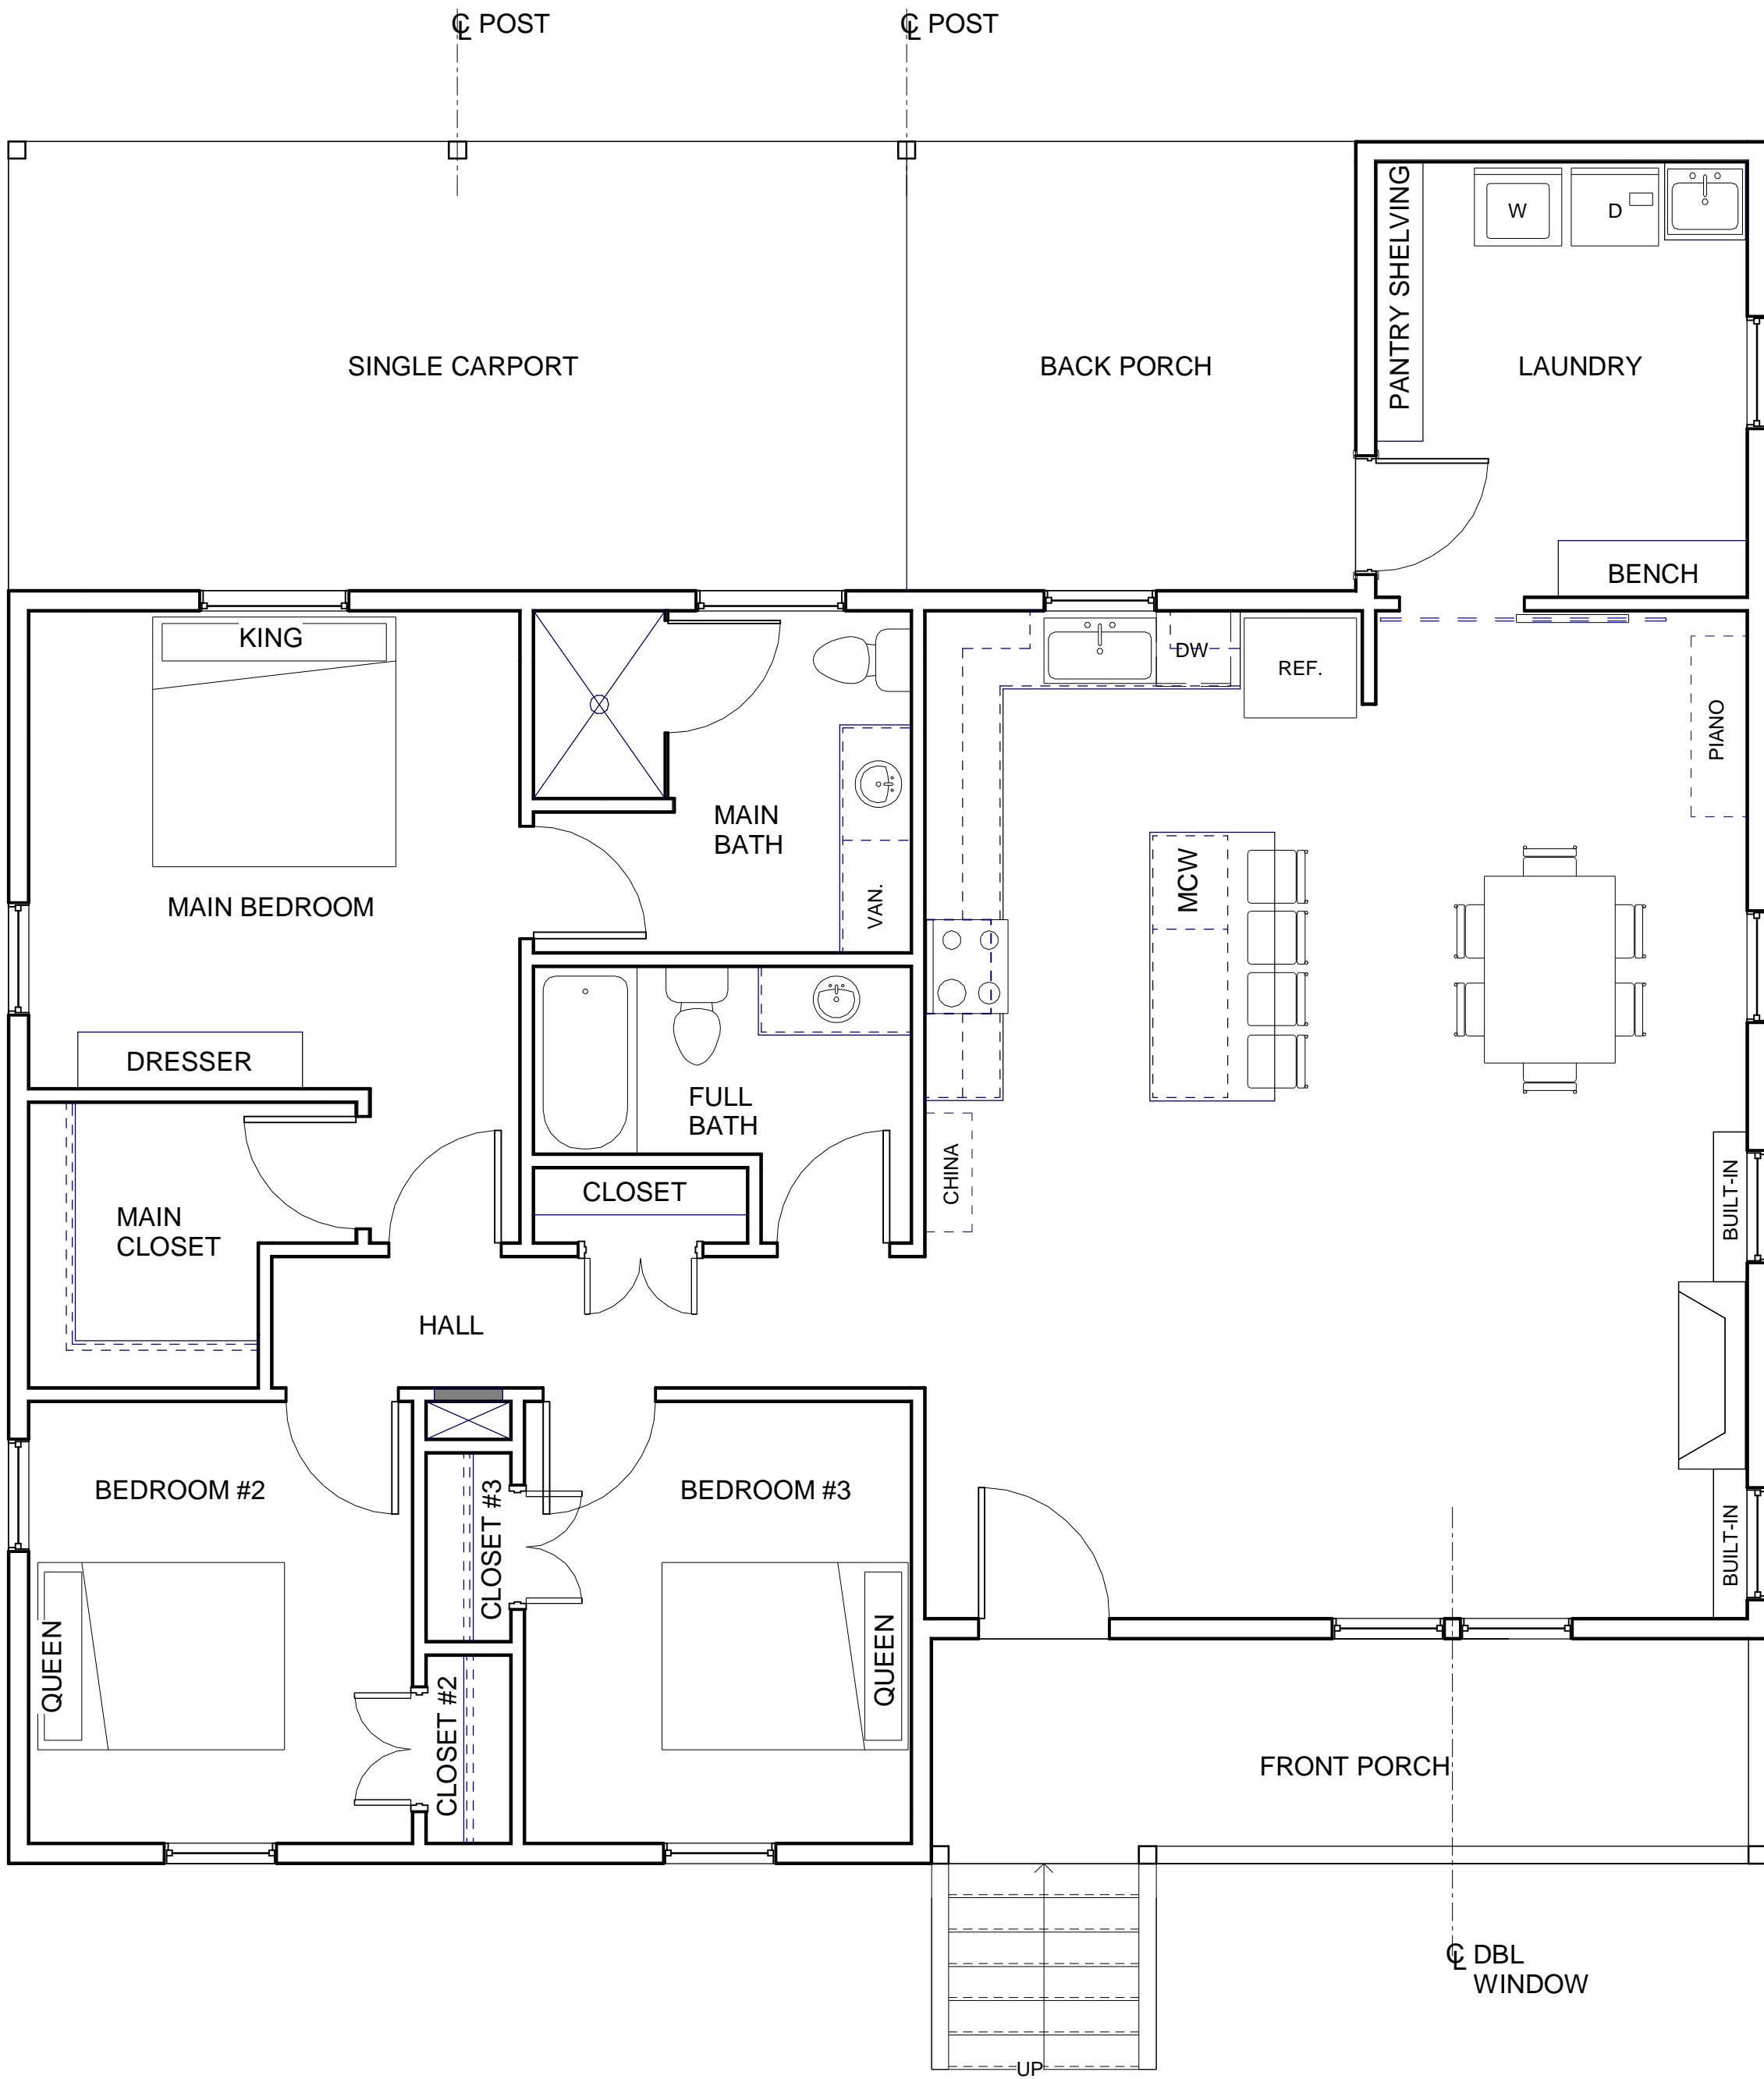 ℄ POST
℄ POST
PANTRY SHELVING
W
D
SINGLE CARPORT
BACK PORCH
LAUNDRY
BENCH
KING
DW
REF.
PIANO
MAIN
BATH
MCW
VAN.
MAIN BEDROOM
DRESSER
FULL
BATH
CHINA
CLOSET
BUILT-IN
MAIN
CLOSET
HALL
BEDROOM #2
CLOSET #3
BEDROOM #3
BUILT-IN
QUEEN
QUEEN
CLOSET #2
FRONT PORCH
℄ DBL
WINDOW
UP